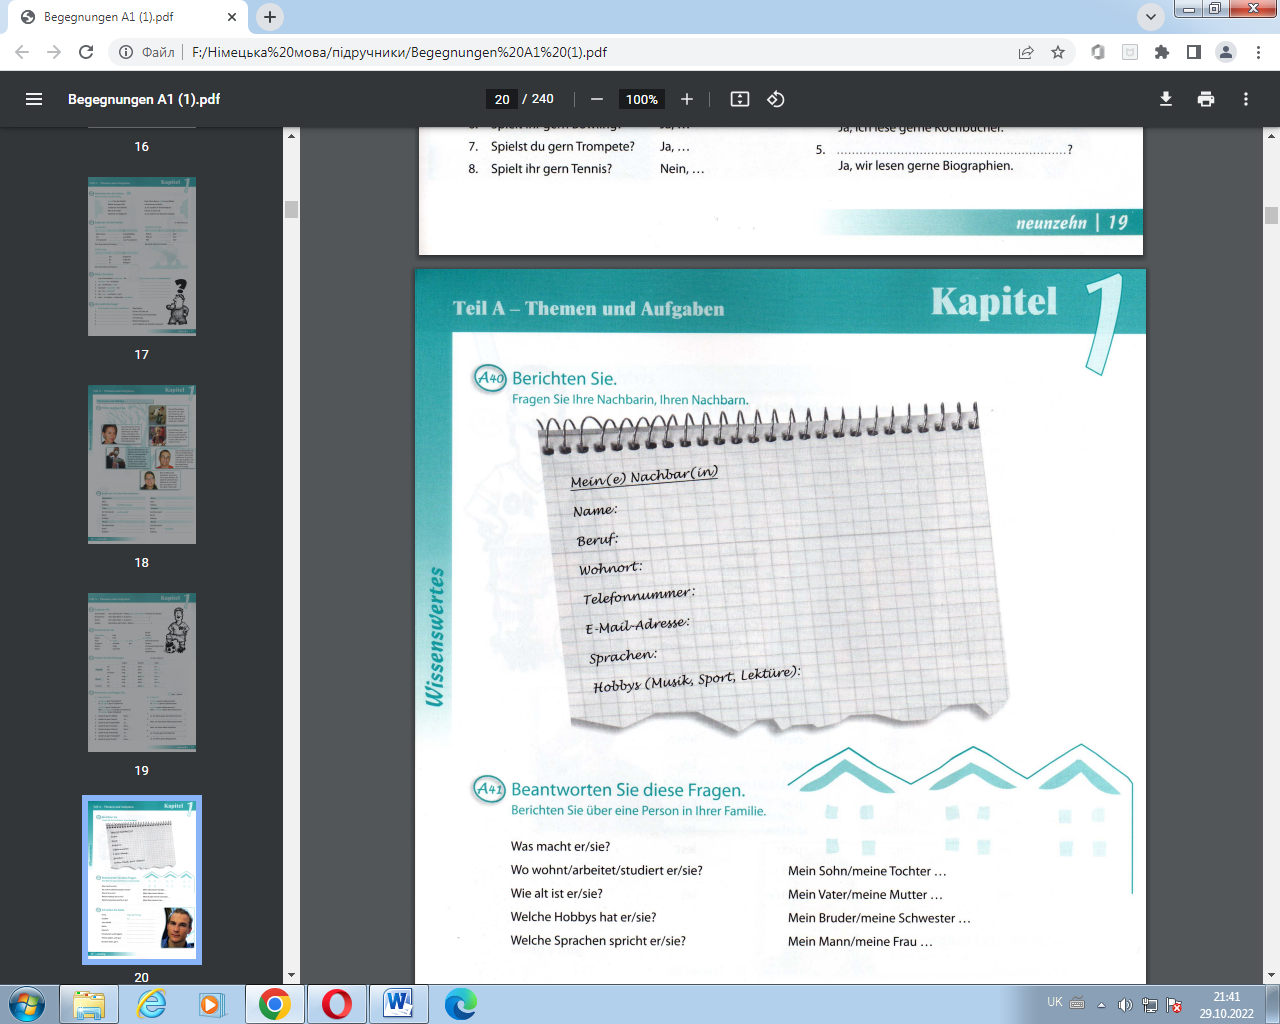 Begegnungen A1 (1).pdf
Файл
F:/Німецька%20мова/підручники/Begegnungen%20A1%20(1).pdf
Begegnungen A1 (1).pdf
20 / 240
100%
16
17
18
19
20
7. Spielst du gern Trompete? Ja, …
8. Spielt ihr gern Tennis? Nein, …
Ja, ich lese gerne Kochbücher.
5. ........................................................?
Ja, wir lesen gerne Biographien.
neunzehn | 19
Teil A – Themen und Aufgaben
Kapitel 1
A40 Berichten Sie.
Fragen Sie Ihre Nachbarin, Ihren Nachbarn.
Mein(e) Nachbar(in)
Name:
Beruf:
Wohnort:
Telefonnummer:
E-Mail-Adresse:
Sprachen:
Hobbys (Musik, Sport, Lektüre):
Wissenswertes
A41 Beantworten Sie diese Fragen.
Berichten Sie über eine Person in Ihrer Familie.
Was macht er/sie?
Wo wohnt/arbeitet/studiert er/sie?
Wie alt ist er/sie?
Welche Hobbys hat er/sie?
Welche Sprachen spricht er/sie?
Mein Sohn/meine Tochter …
Mein Vater/meine Mutter …
Mein Bruder/meine Schwester …
Mein Mann/meine Frau …
UK
21:41
29.10.2022